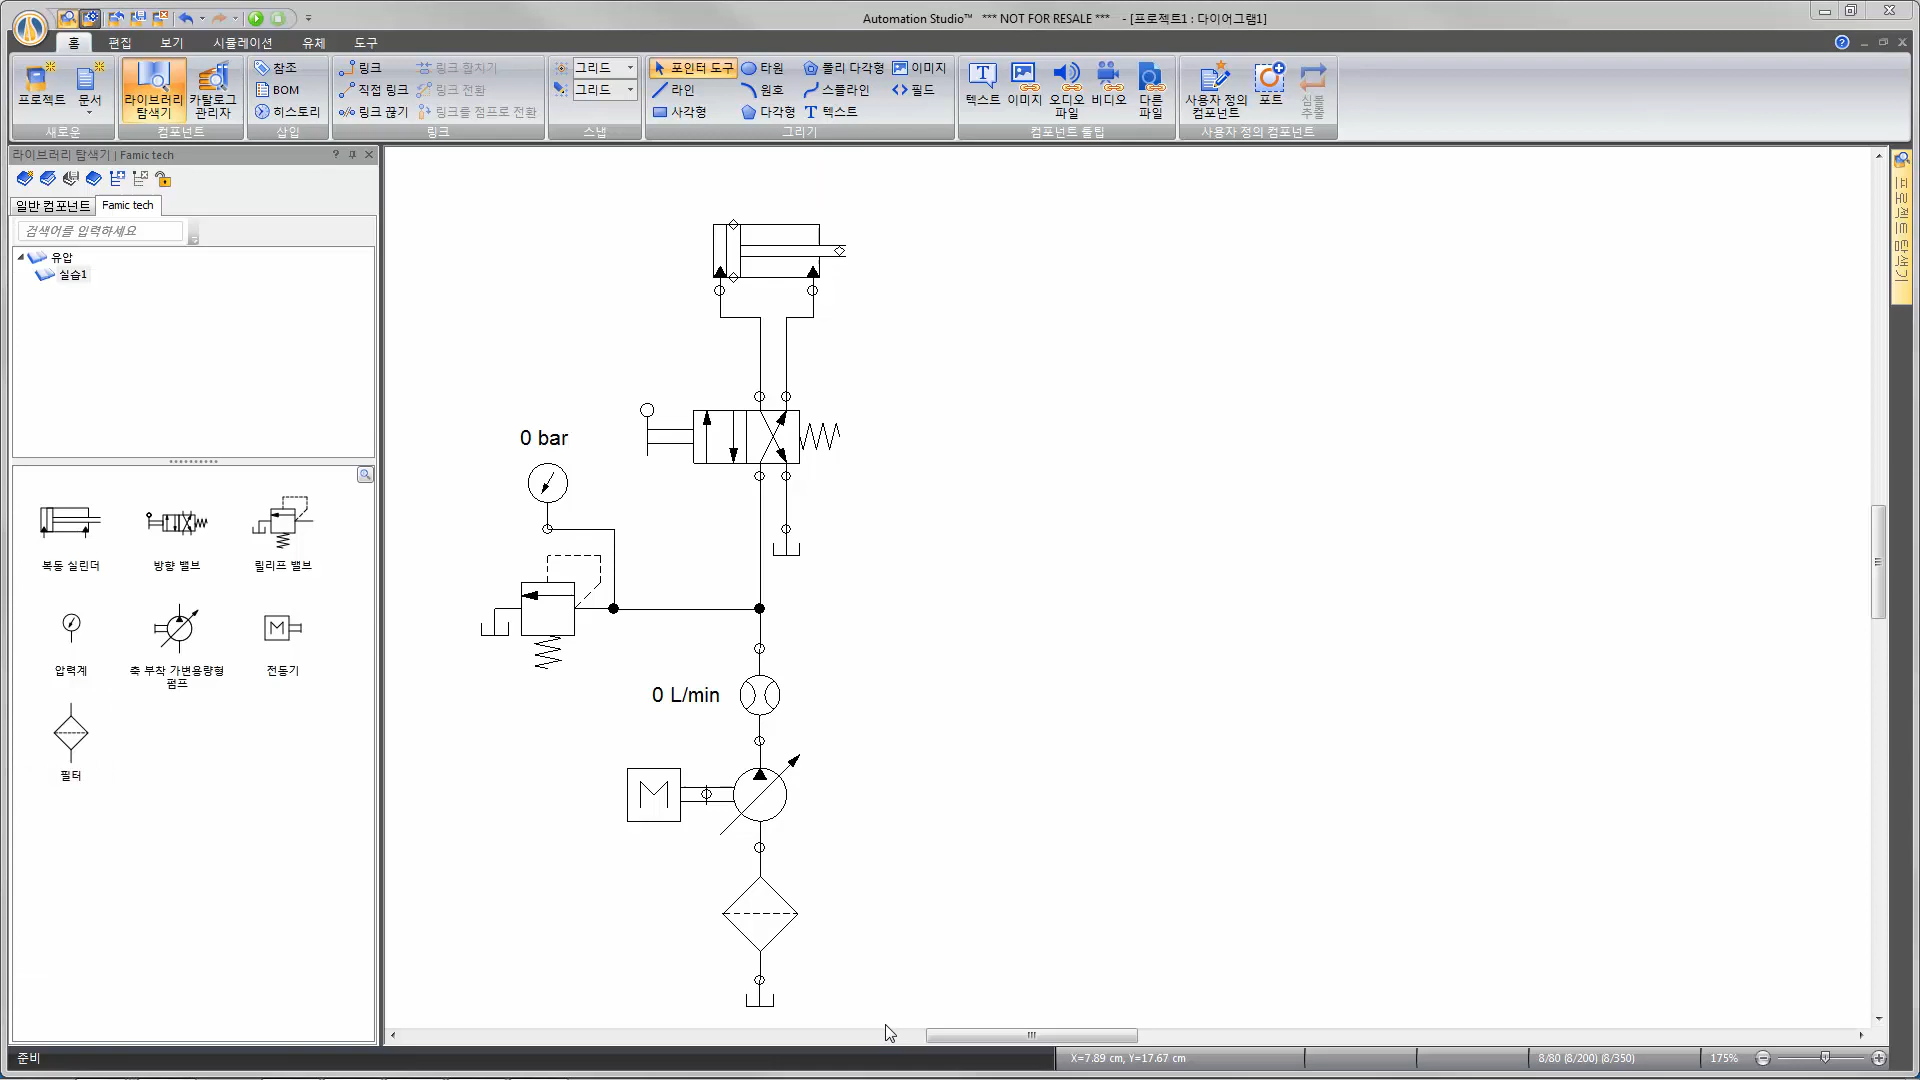 Automation Studio™ *** NOT FOR RESALE *** - [프로젝트1 : 다이어그램1]
홈 편집 보기 시뮬레이션 유체 도구
프로젝트 문서
새로운
라이브러리 탐색기 카탈로그 관리자
컴포넌트
참조
BOM
히스토리
삽입
링크 링크 합치기
직접 링크 링크 전환
링크 끊기 링크를 점프로 전환
링크
그리드
그리드
스냅
포인터 도구 타원 폴리 다각형 이미지
라인 원호 스플라인 필드
사각형 다각형 텍스트
그리기
텍스트 이미지 오디오 파일 비디오 다른 파일
컴포넌트 툴팁
사용자 정의 컴포넌트 포트 심볼 추출
사용자 정의 컴포넌트
라이브러리 탐색기 | Famic tech
일반 컴포넌트 Famic tech
검색어를 입력하세요
유압
실습1
복동 실린더 방향 밸브 릴리프 밸브
압력계 축 부착 가변용량형 펌프 전동기
필터
M
0 bar
0 L/min
M
프로젝트 탐색기
준비
X=7.89 cm, Y=17.67 cm
8/80 (8/200) (8/350)
175%